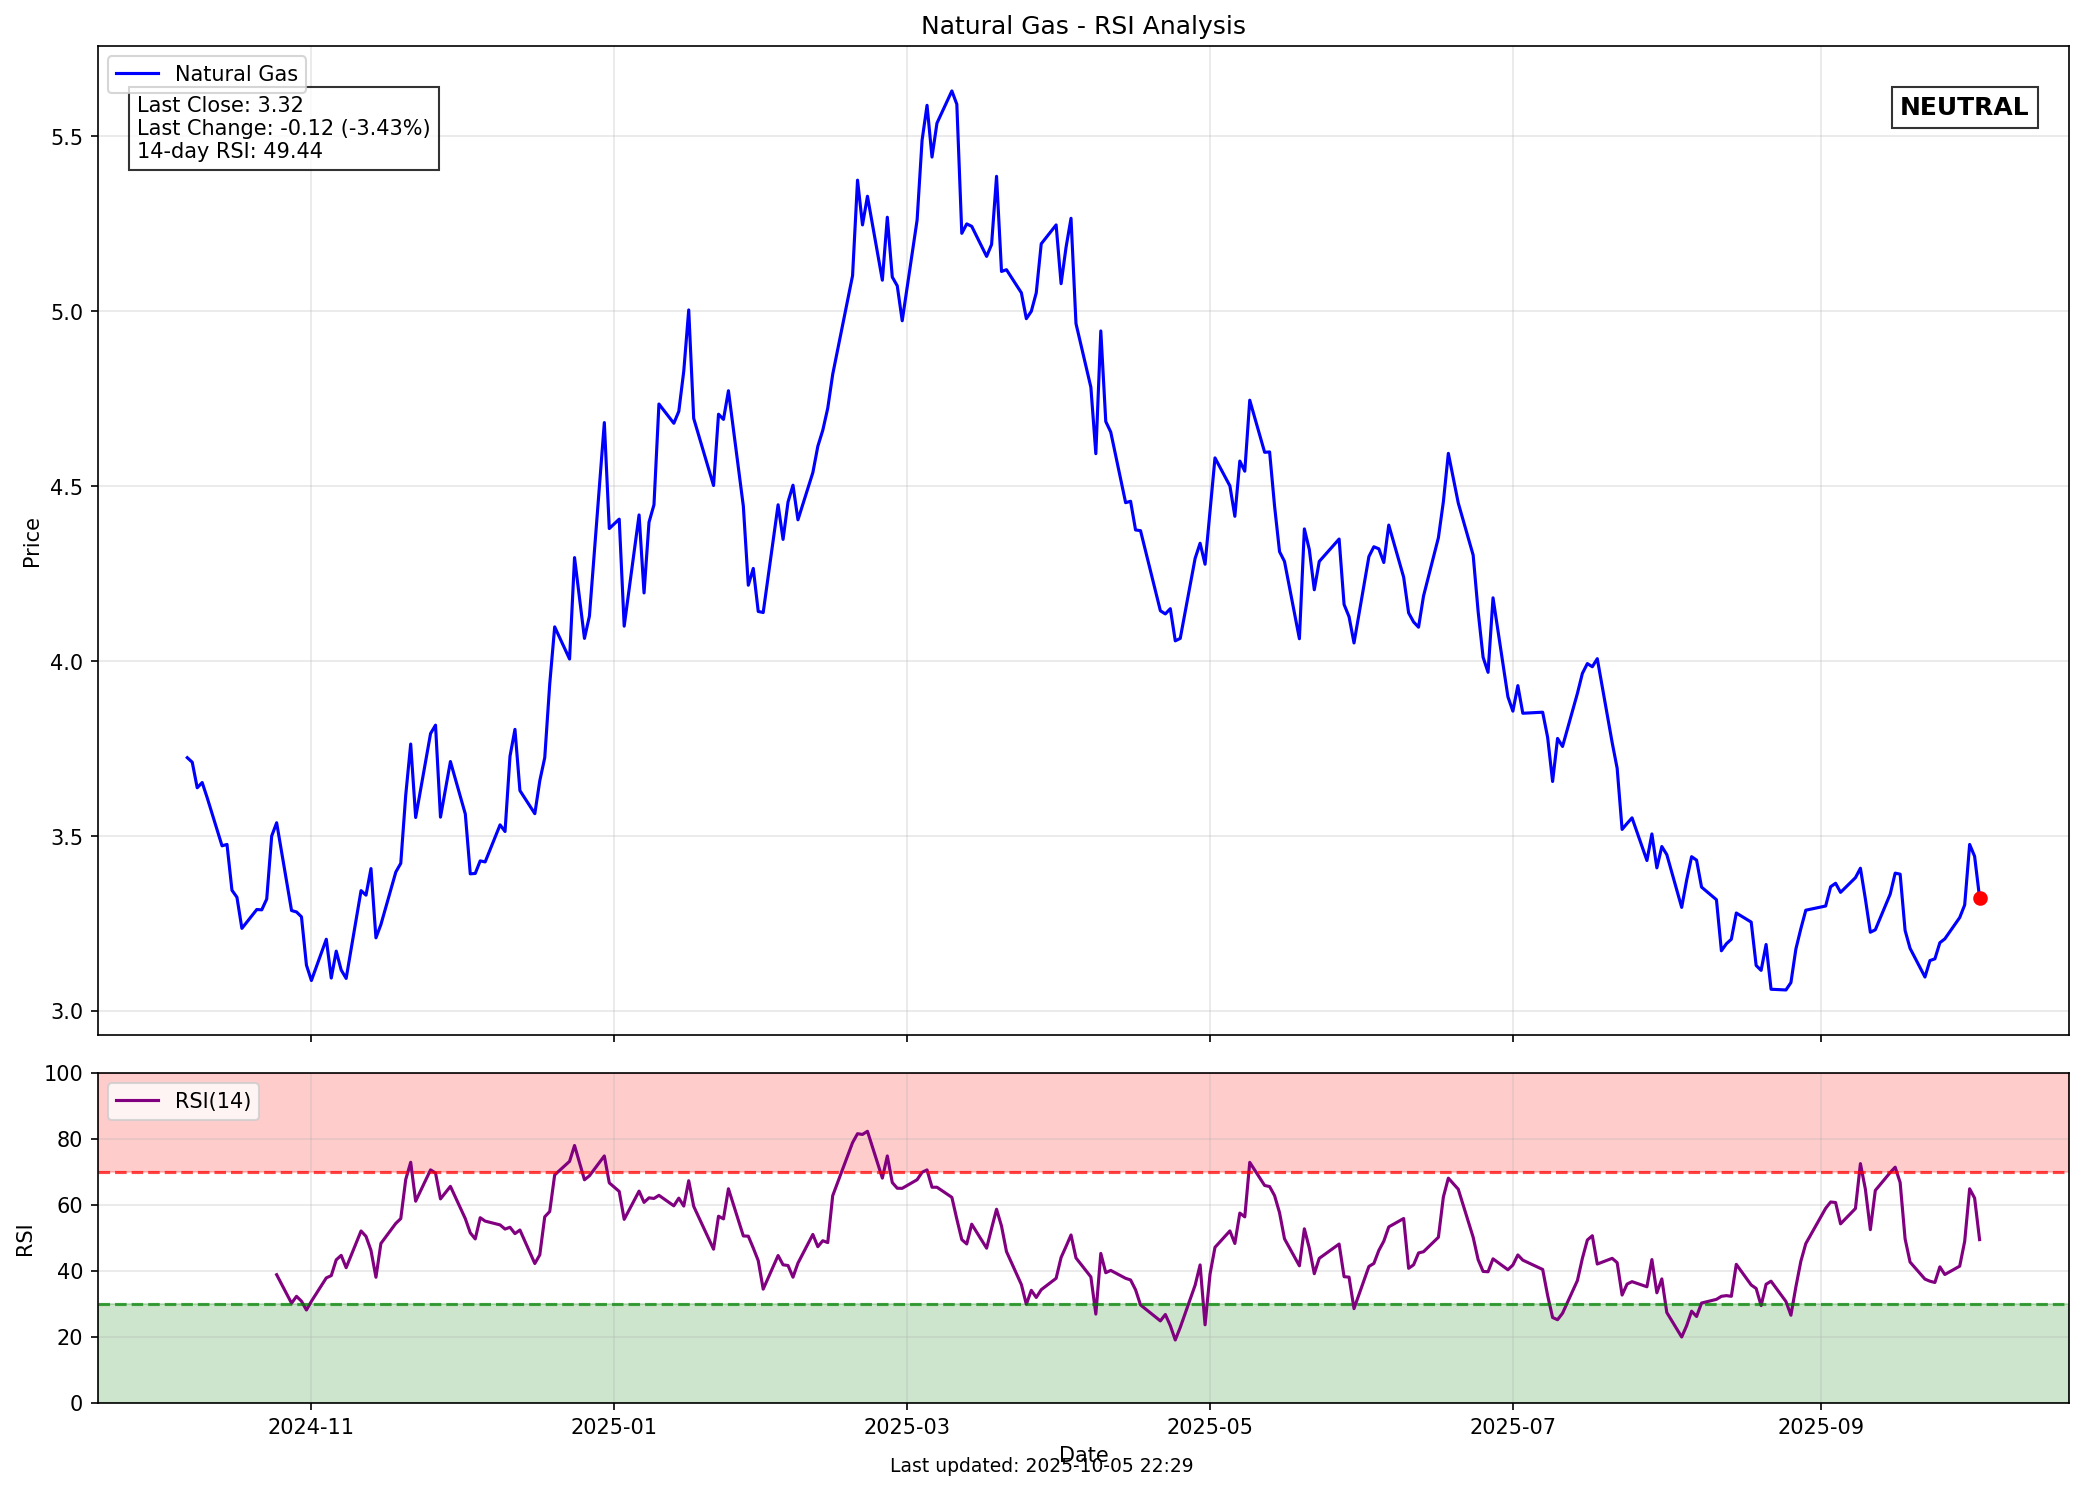 Natural Gas - RSI Analysis
Natural Gas
Last Close: 3.32
Last Change: -0.12 (-3.43%)
14-day RSI: 49.44
NEUTRAL
5.5
5.0
4.5
4.0
3.5
3.0
Price
RSI(14)
100
80
60
40
20
0
RSI
2024-11
2025-01
2025-03
2025-05
2025-07
2025-09
Date
Last updated: 2025-10-05 22:29